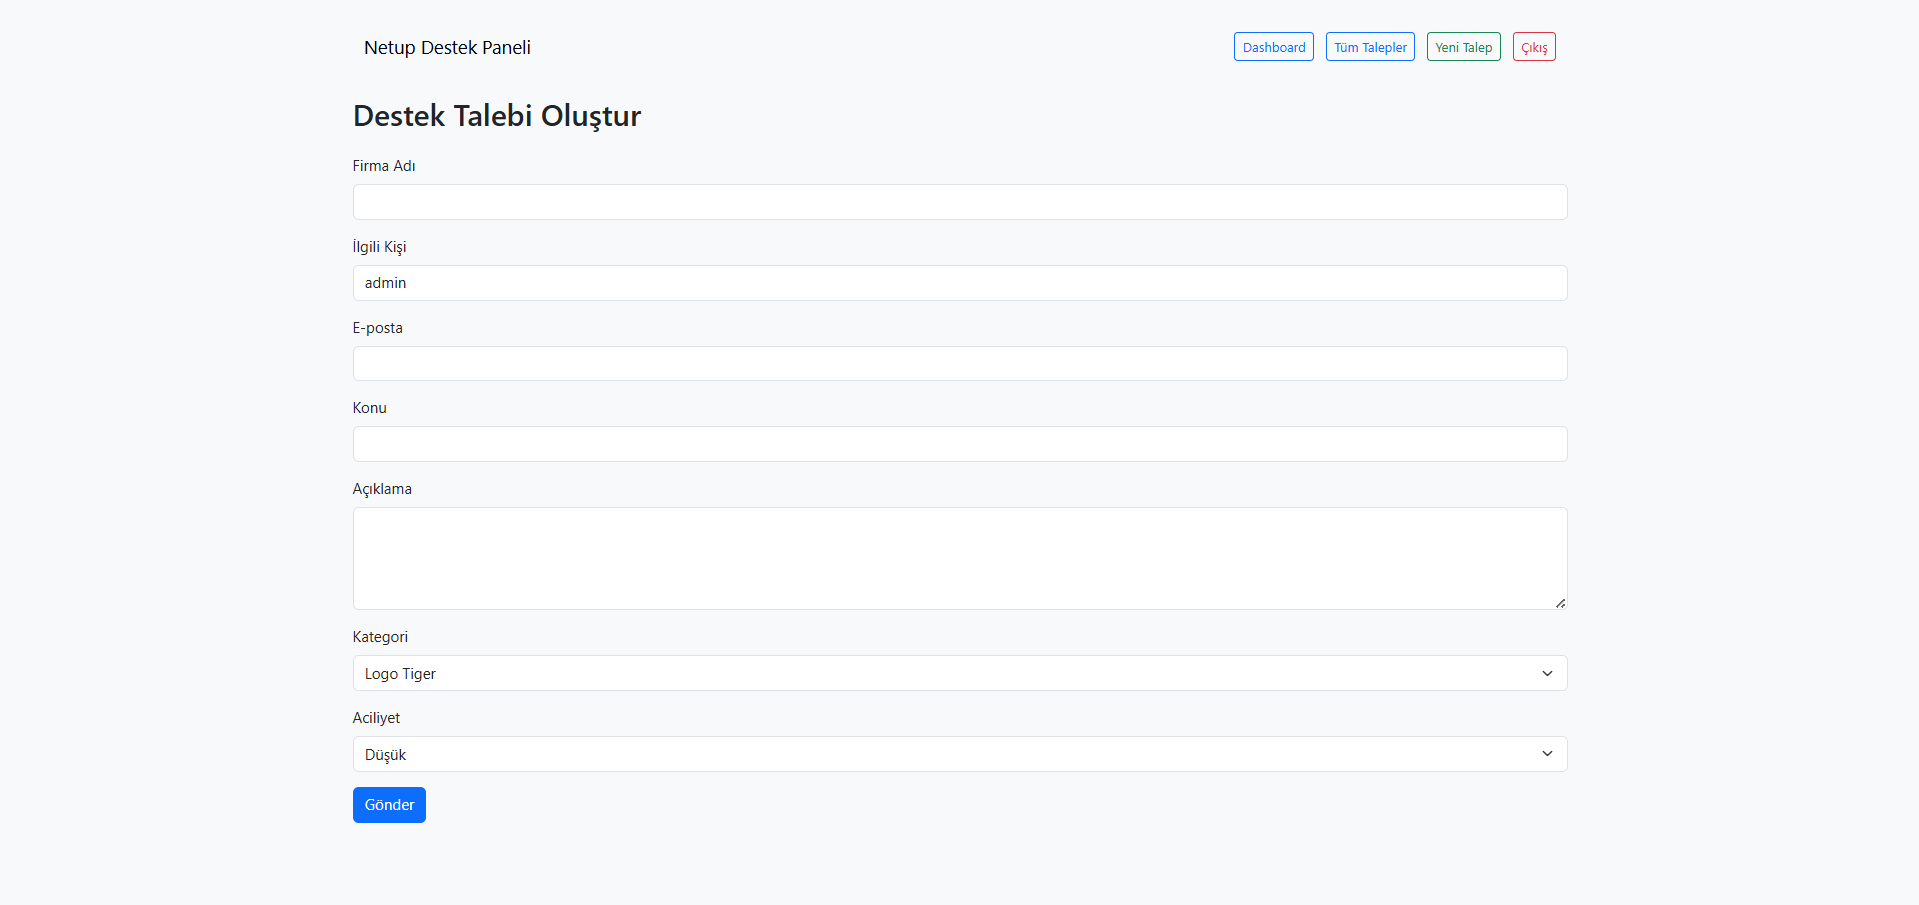 Netup Destek Paneli
Dashboard
Tüm Talepler
Yeni Talep
Çıkış
Destek Talebi Oluştur
Firma Adı
İlgili Kişi
admin
E-posta
Konu
Açıklama
Kategori
Logo Tiger
Aciliyet
Düşük
Gönder